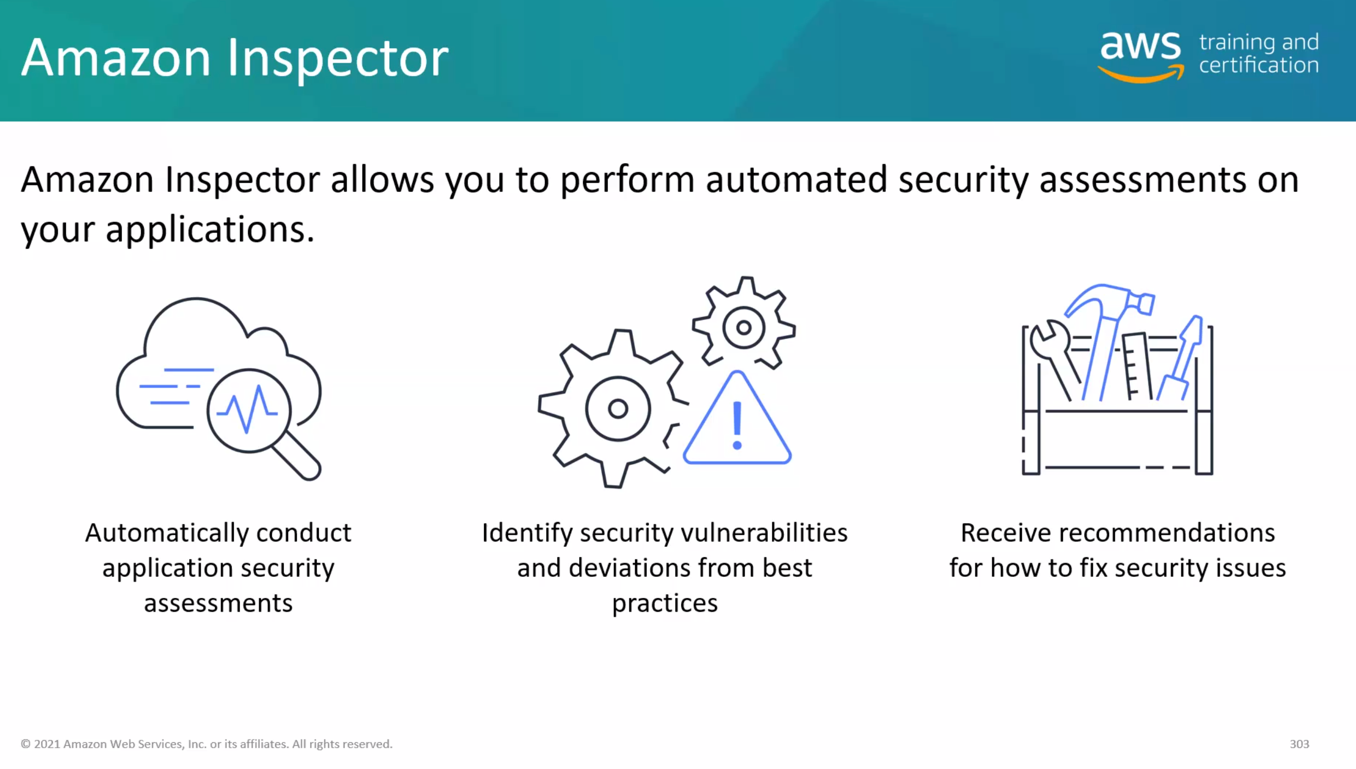 Amazon Inspector
aws training and
certification
Amazon Inspector allows you to perform automated security assessments on
your applications.
!
Automatically conduct
application security
assessments
Identify security vulnerabilities
and deviations from best
practices
Receive recommendations
for how to fix security issues
© 2021 Amazon Web Services, Inc. or its affiliates. All rights reserved.
303